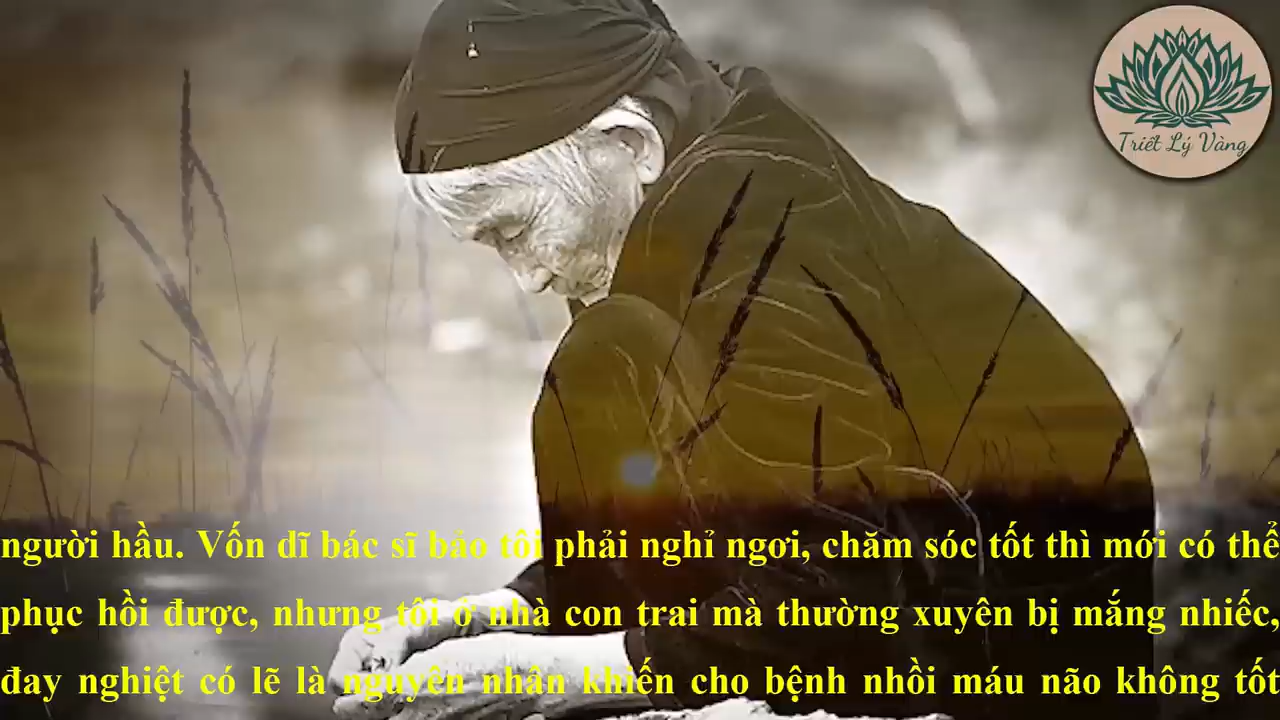 Triết Lý Vàng
người hầu. Vốn dĩ bác sĩ bảo tôi phải nghỉ ngơi, chăm sóc tốt thì mới có thể
phục hồi được, nhưng tôi ở nhà con trai mà thường xuyên bị mắng nhiếc,
đay nghiệt có lẽ là nguyên nhân khiến cho bệnh nhồi máu não không tốt